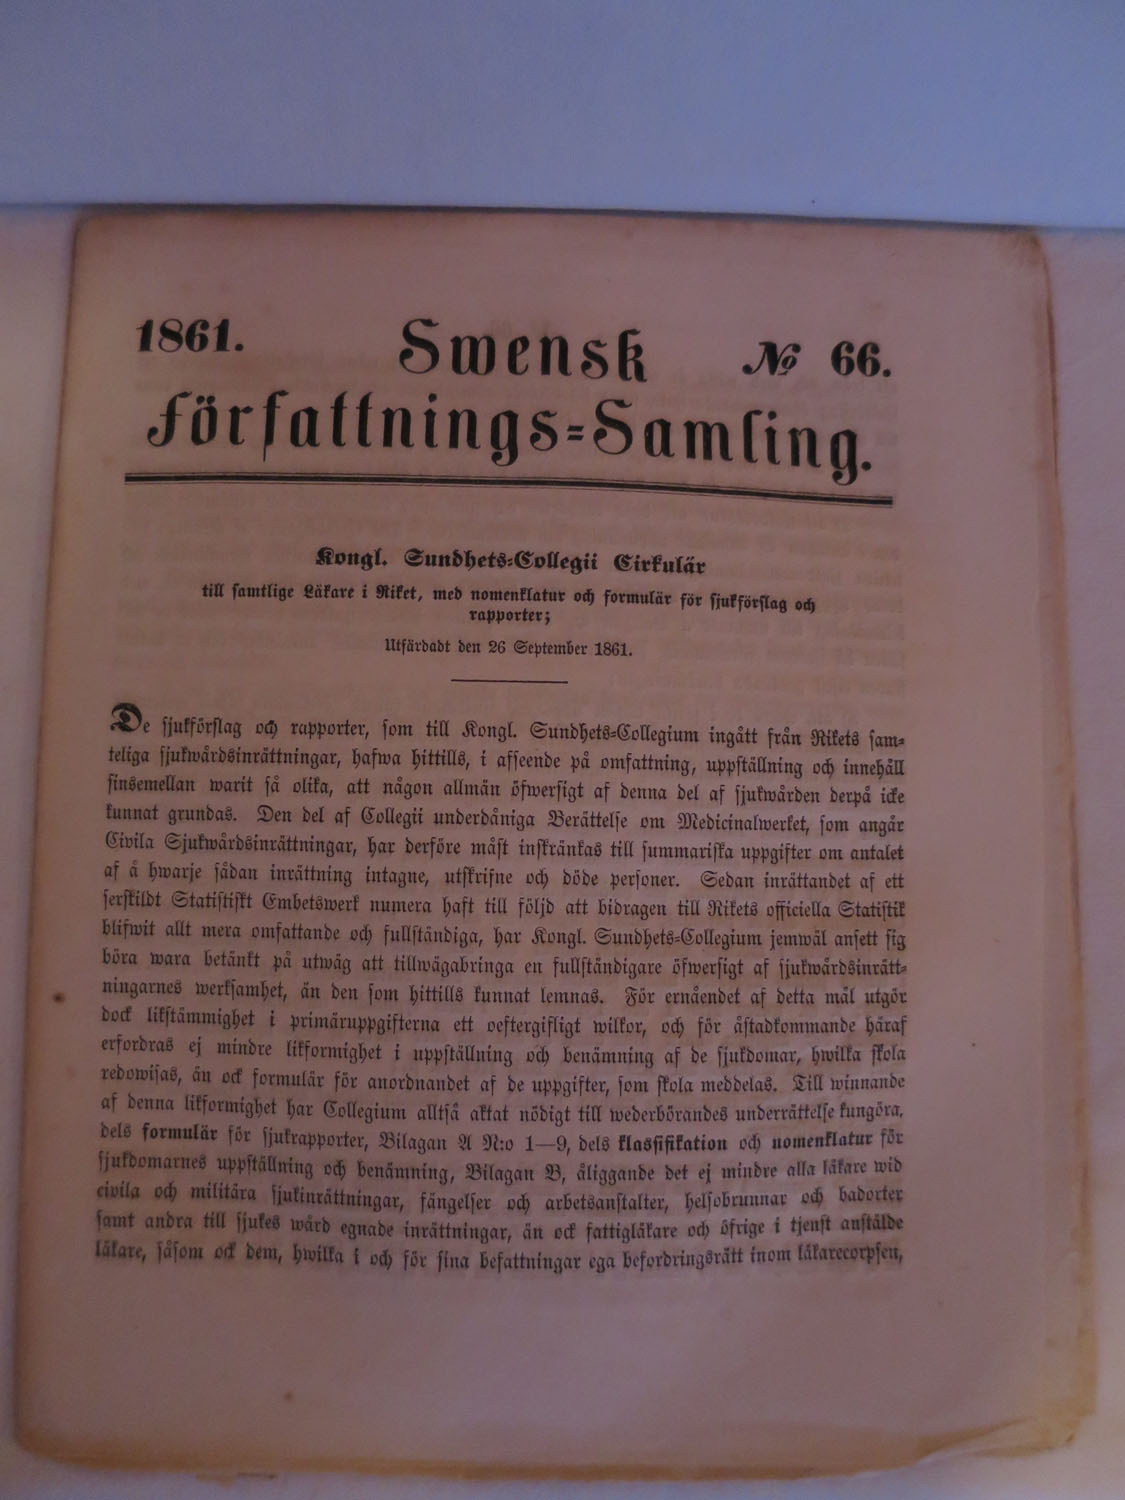 1861. Swensk № 66.
Författnings=Samling.
Kongl. Sundhets=Collegii Cirkulär
till samtlige Läkare i Riket, med nomenklatur och formulär för sjukförslag och
rapporter;
Utfärdadt den 26 September 1861.
De sjukförslag och rapporter, som till Kongl. Sundhets=Collegium ingått från Rikets sam=
teliga sjukwårdsinrättningar, hafwa hittills, i afseende på omfattning, uppställning och innehåll
sinsemellan warit så olika, att någon allmän öfwersigt af denna del af sjukwården derpå icke
kunnat grundas. Den del af Collegii underdåniga Berättelse om Medicinalwerket, som angår
Civila Sjukwårdsinrättningar, har derföre måst inskränkas till summariska uppgifter om antalet
af å hwarje sådan inrättning intagne, utskrifne och döde personer. Sedan inrättandet af ett
serskildt Statistiskt Embetswerk numera haft till följd att bidragen till Rikets officiella Statistik
blifwit allt mera omfattande och fullständiga, har Kongl. Sundhets=Collegium jemwäl ansett sig
böra wara betänkt på utwäg att tillwägabringa en fullständigare öfwersigt af sjukwårdsinrätt=
ningarnes werksamhet, än den som hittills kunnat lemnas. För ernåendet af detta mål utgör
dock likstämmighet i primäruppgifterna ett oeftergifligt wilkor, och för åstadkommande häraf
erfordras ej mindre likformighet i uppställning och benämning af de sjukdomar, hwilka skola
redowisas, än ock formulär för anordnandet af de uppgifter, som skola meddelas. Till winnande
af denna likformighet har Collegium alltså aktat nödigt till wederbörandes underrättelse kungöra,
dels formulär för sjukrapporter, Bilagan A N:o 1—9, dels klassifikation och nomenklatur för
sjukdomarnes uppställning och benämning, Bilagan B, åliggande det ej mindre alla läkare wid
civila och militära sjukinrättningar, fängelser och arbetsanstalter, helsobrunnar och badorter
samt andra till sjukes wård egnade inrättningar, än ock fattigläkare och öfrige i tjenst anstälde
läkare, såsom ock dem, hwilka i och för sina befattningar ega befordringsrätt inom läkarecorpsen,